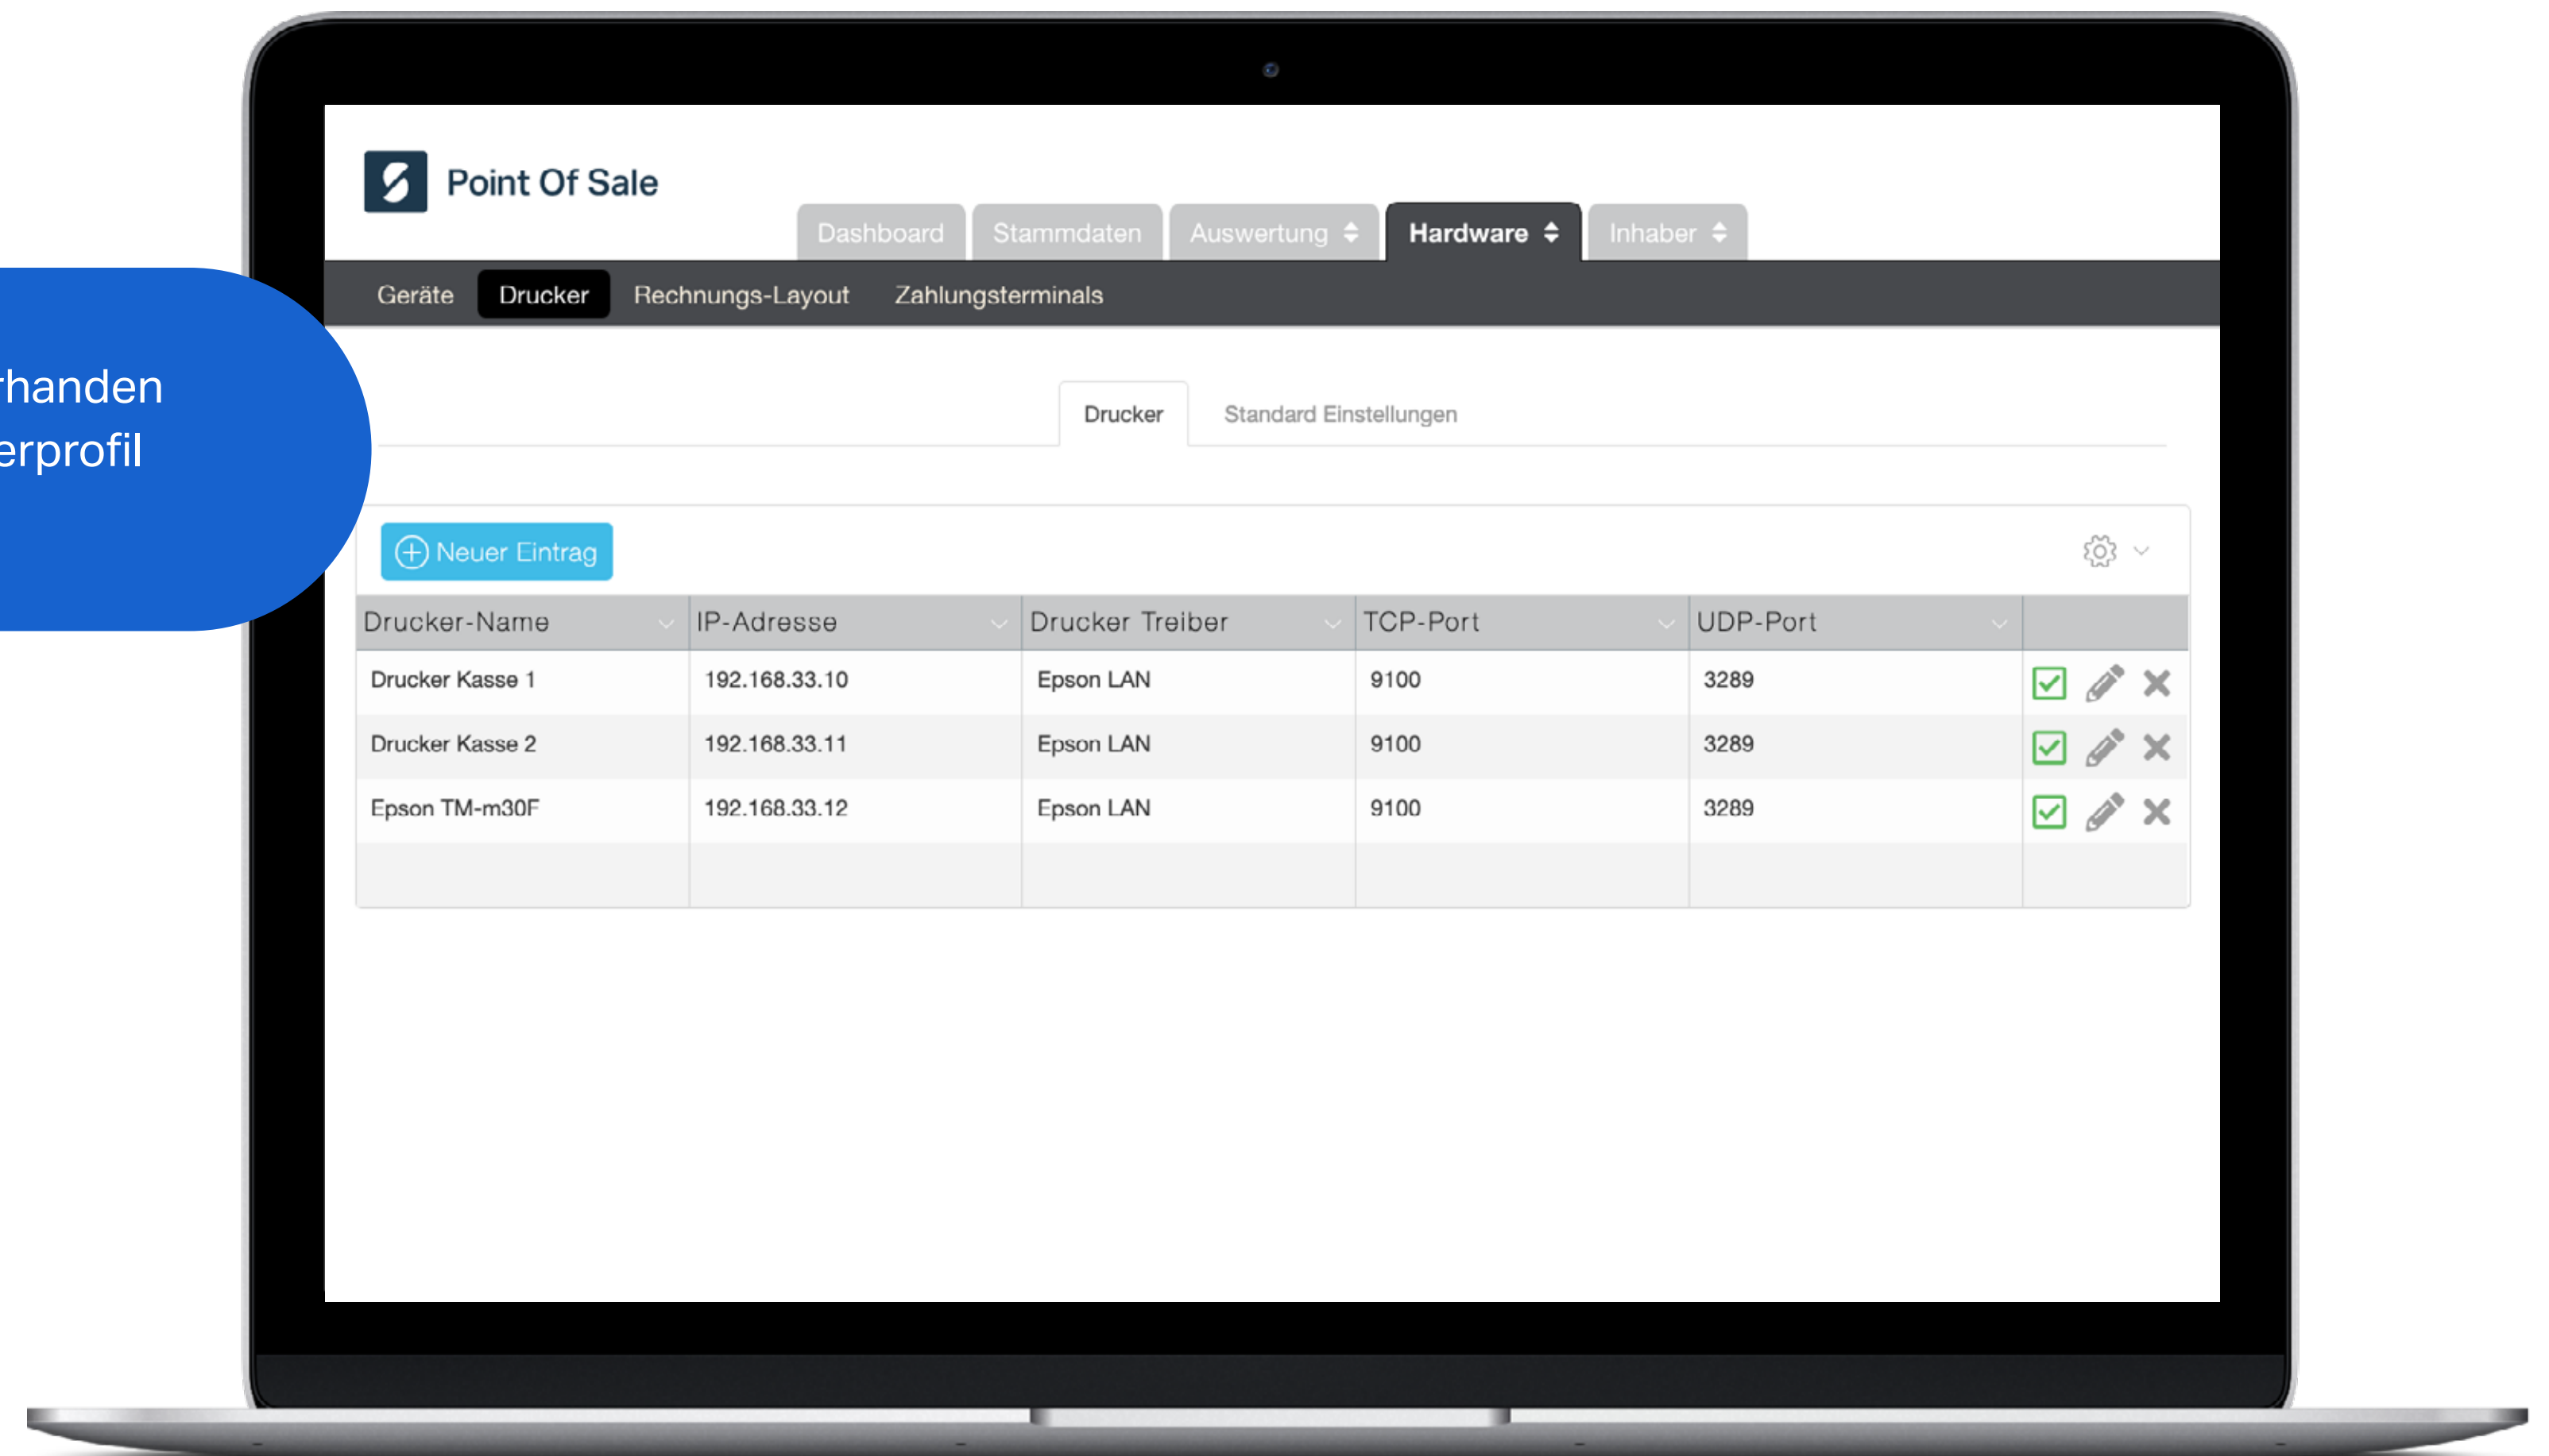 Point Of Sale
Dashboard Stammdaten Auswertung Hardware Inhaber
Geräte Drucker Rechnungs-Layout Zahlungsterminals
rhanden
erprofil
Drucker Standard Einstellungen
Neuer Eintrag
Drucker-Name IP-Adresse Drucker Treiber TCP-Port UDP-Port
Drucker Kasse 1 192.168.33.10 Epson LAN 9100 3289
Drucker Kasse 2 192.168.33.11 Epson LAN 9100 3289
Epson TM-m30F 192.168.33.12 Epson LAN 9100 3289